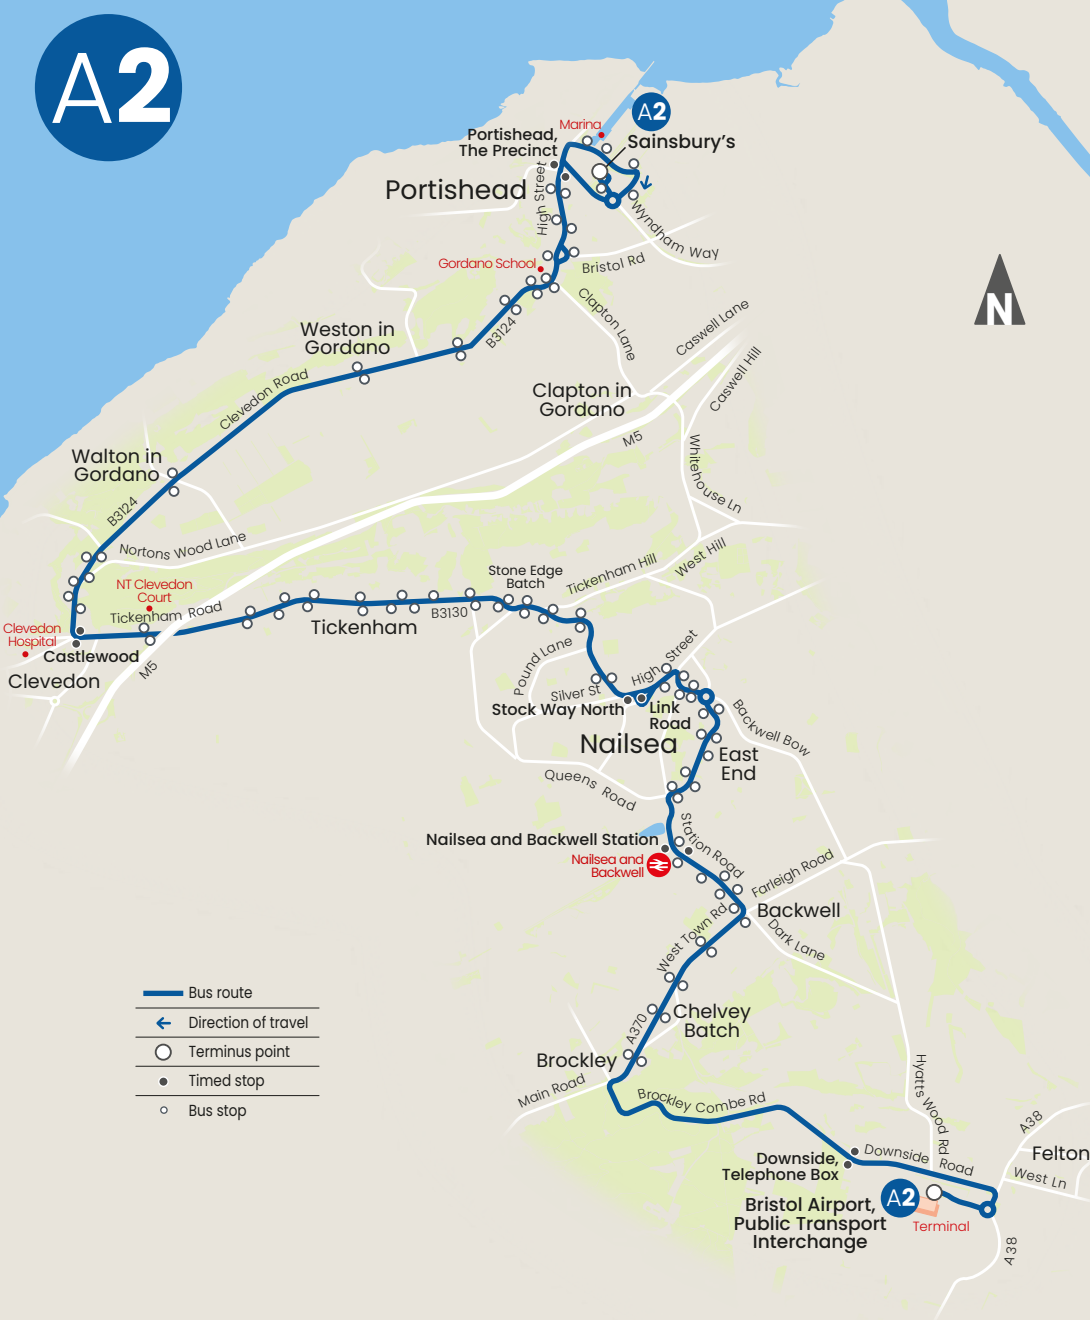 A2
A2
Marina
Portishead,
The Precinct
Sainsbury's
Portishead
High Street
Wyndham Way
Gordano School
Bristol Rd
Clapton Lane
B3124
Weston in
Gordano
Caswell Lane
Caswell Hill
Clevedon Road
Clapton in
Gordano
M5
Whitehouse Ln
Walton in
Gordano
B3124
Nortons Wood Lane
West Hill
Tickenham Hill
Stone Edge
Batch
NT Clevedon
Court
Tickenham Road
B3130
Tickenham
Clevedon
Hospital
Castlewood
Clevedon
M5
Pound Lane
High Street
Silver St
Stock Way North
Link
Road
Nailsea
Backwell Bow
East
End
Queens Road
Station Road
Nailsea and Backwell Station
Nailsea and
Backwell
Farleigh Road
Backwell
West Town Rd
Dark Lane
Chelvey
Batch
A370
Brockley
Main Road
Brockley Combe Rd
Hyatts Wood Rd
A38
Felton
Downside Road
West Ln
Downside,
Telephone Box
A2
Bristol Airport,
Public Transport
Interchange
Terminal
A38
N
Bus route
Direction of travel
Terminus point
Timed stop
Bus stop